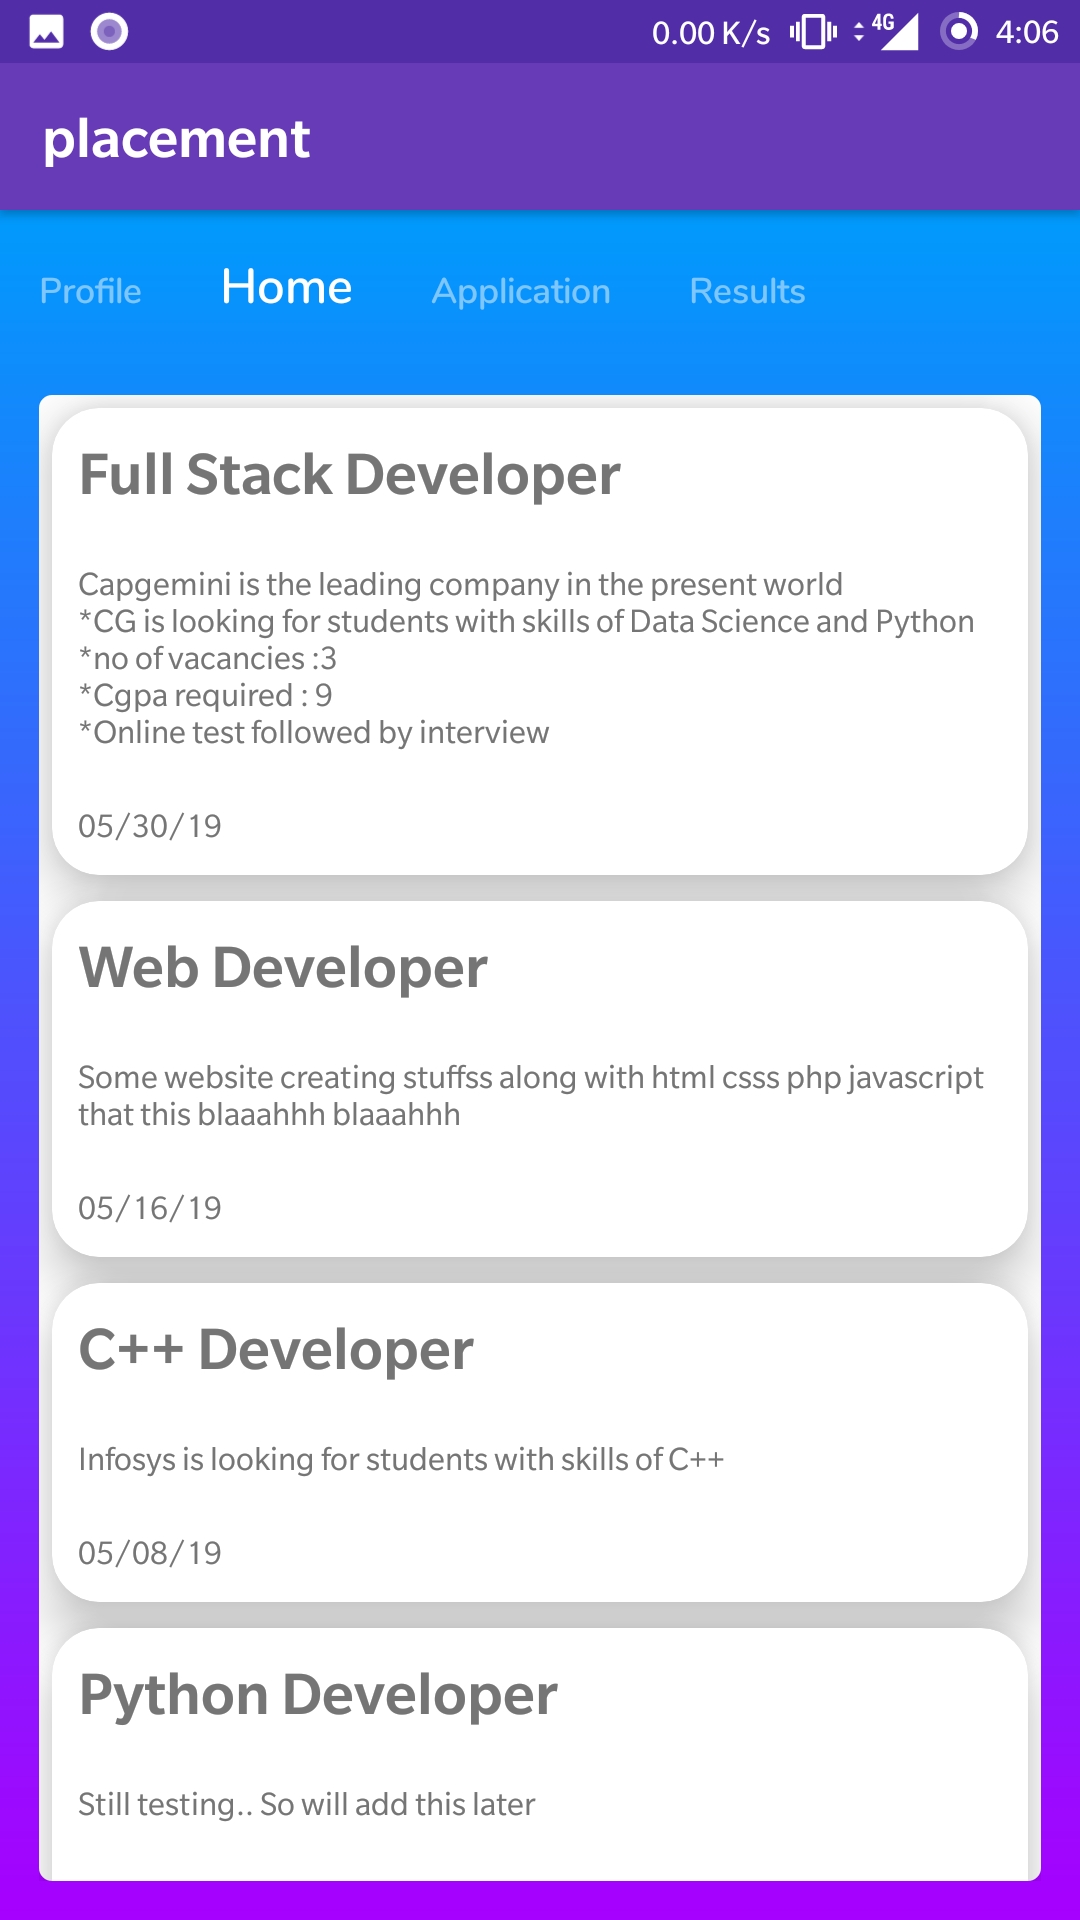 0.00 K/s 4G 4:06
placement
Profile Home Application Results
Full Stack Developer
Capgemini is the leading company in the present world
*CG is looking for students with skills of Data Science and Python
*no of vacancies :3
*Cgpa required : 9
*Online test followed by interview
05/30/19
Web Developer
Some website creating stuffss along with html csss php javascript
that this blaaahhh blaaahhh
05/16/19
C++ Developer
Infosys is looking for students with skills of C++
05/08/19
Python Developer
Still testing.. So will add this later